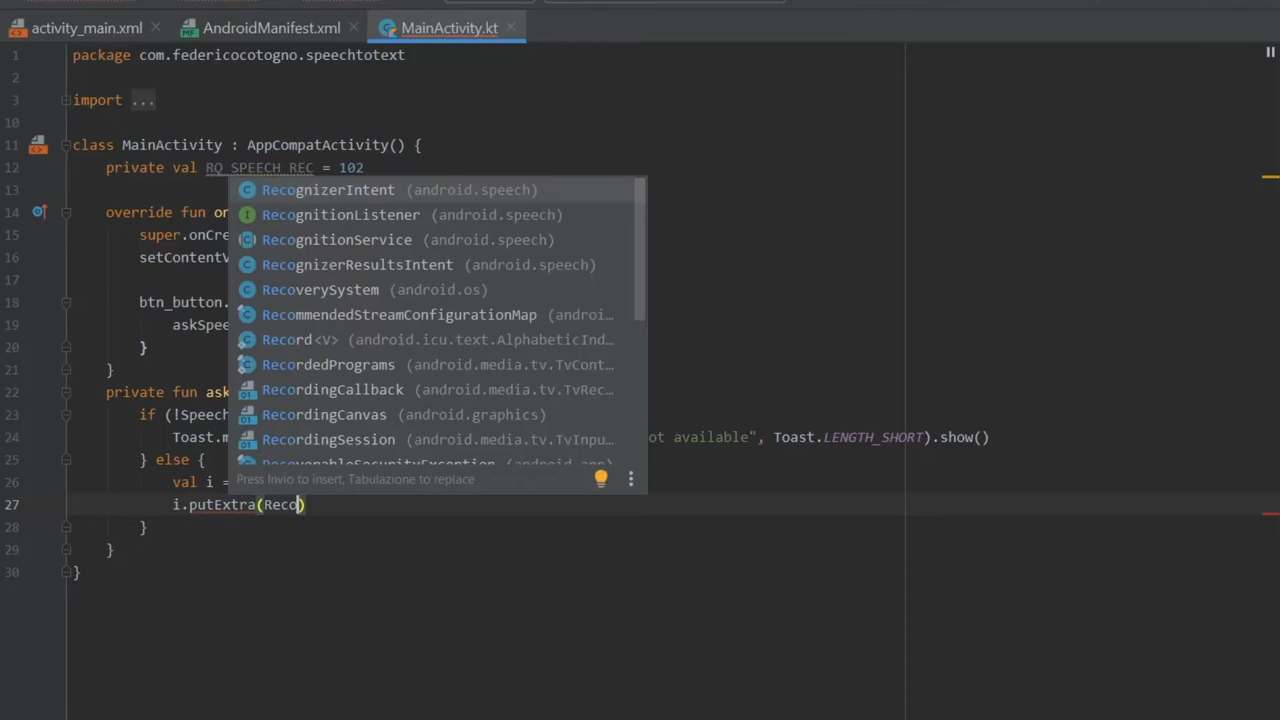 activity_main.xml AndroidManifest.xml MainActivity.kt
1 package com.federicocotogno.speechtotext
2
3 import ...
10
11 class MainActivity : AppCompatActivity() {
12 private val RQ_SPEECH_REC = 102
13
RecognizerIntent (android.speech)
14 override fun on
RecognitionListener (android.speech)
15 super.onCre
RecognitionService (android.speech)
16 setContentV
RecognizerResultsIntent (android.speech)
17
RecoverySystem (android.os)
18 btn_button.
RecommendedStreamConfigurationMap (androi…
19 askSpee
Record<V> (android.icu.text.AlphabeticInd…
20 }
RecordedPrograms (android.media.tv.TvCont…
21 }
RecordingCallback (android.media.tv.TvRec…
22 private fun ask
RecordingCanvas (android.graphics)
23 if (!Speech
24 Toast.m ot available", Toast.LENGTH_SHORT).show()
RecordingSession (android.media.tv.TvInpu…
25 } else {
26 val i =
Press Invio to insert, Tabulazione to replace
27 i.putExtra(Reco)
28 }
29 }
30 }